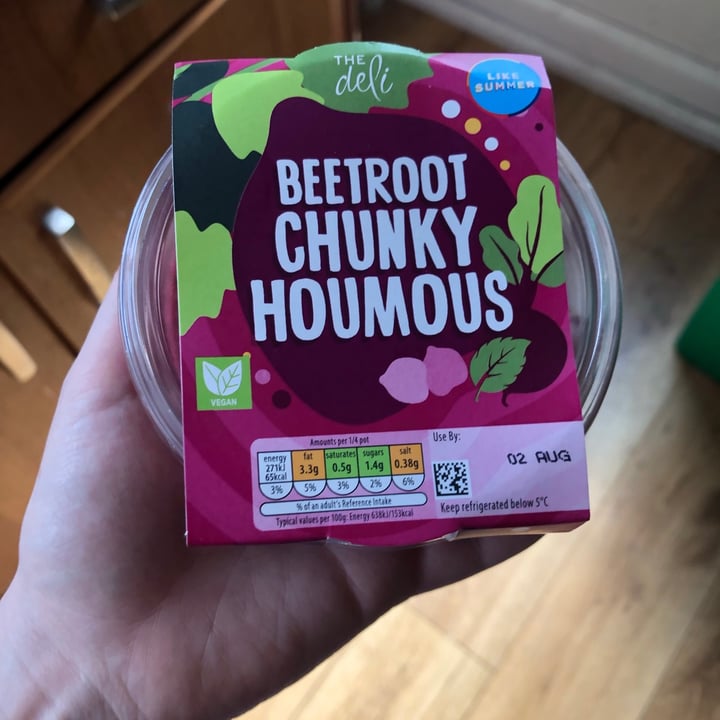 THE
deli
LIKE
SUMMER
BEETROOT
CHUNKY
HOUMOUS
VEGAN
Amounts per 1/4 pot
energy fat saturates sugars salt
271kJ 3.3g 0.5g 1.4g 0.38g
65kcal
3% 5% 3% 2% 6%
% of an adult's Reference Intake
Typical values per 100g: Energy 638kJ/153kcal
Use By:
02 AUG
Keep refrigerated below 5°C